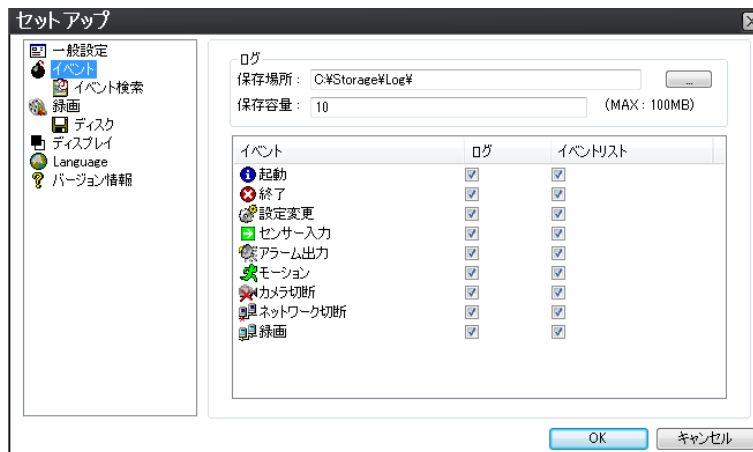 セットアップ
一般設定
イベント
イベント検索
録画
ディスク
ディスプレイ
Language
バージョン情報
ログ
保存場所： C:¥Storage¥Log¥ ...
保存容量： 10 (MAX : 100MB)
イベント ログ イベントリスト
起動
終了
設定変更
センサー入力
アラーム出力
モーション
カメラ切断
ネットワーク切断
録画
OK キャンセル